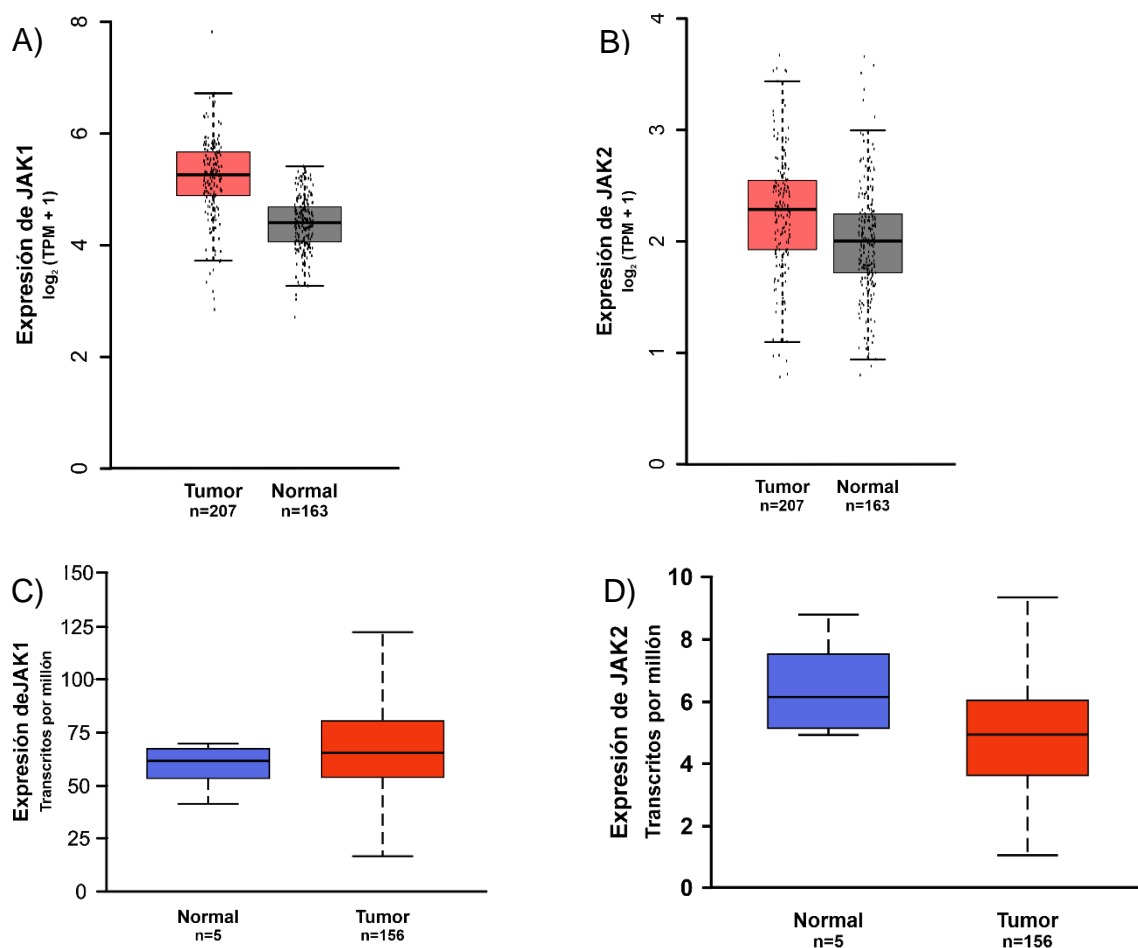 A)
Expresión de JAK1
log₂ (TPM + 1)
8
6
4
2
0
Tumor
n=207
Normal
n=163
B)
Expresión de JAK2
log₂ (TPM + 1)
4
3
2
1
0
Tumor
n=207
Normal
n=163
C)
Expresión deJAK1
Transcritos por millón
150
125
100
75
50
25
0
Normal
n=5
Tumor
n=156
D)
Expresión de JAK2
Transcritos por millón
10
8
6
4
2
0
Normal
n=5
Tumor
n=156